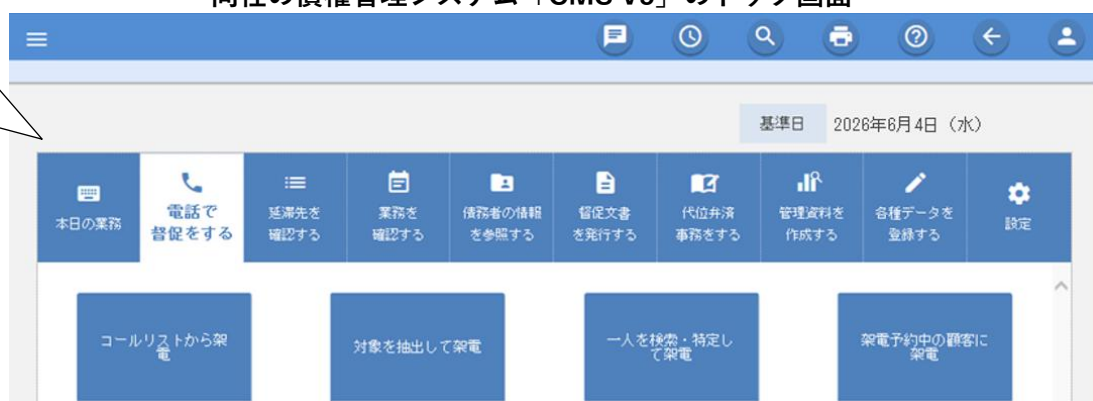 同社の債権管理システム「CMS V3」のトップ画面
基準日 2026年6月4日（水）
本日の業務
電話で
督促をする
延滞先を
確認する
業務を
確認する
債務者の情報
を参照する
督促文書
を発行する
代位弁済
事務をする
管理資料を
作成する
各種データを
登録する
設定
コールリストから架
電
対象を抽出して架電
一人を検索・特定し
て架電
架電予約中の顧客に
架電